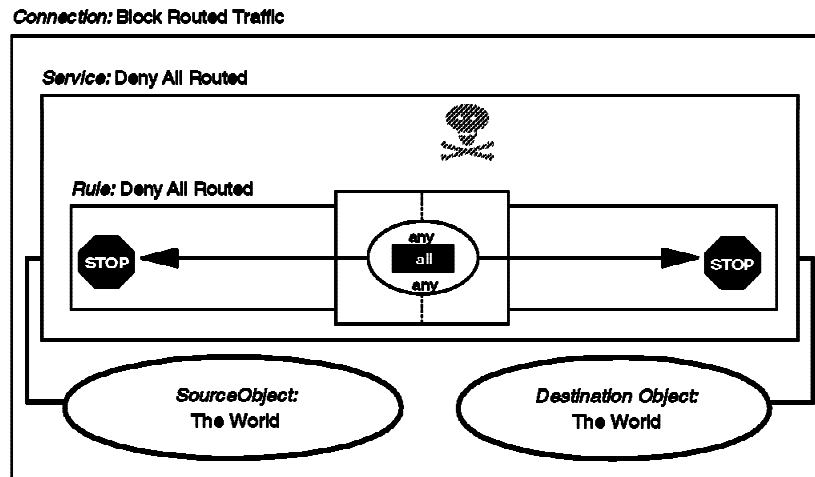 Connection: Block Routed Traffic
Service: Deny All Routed
Rule: Deny All Routed
any
STOP
all
STOP
any
SourceObject:
The World
Destination Object:
The World